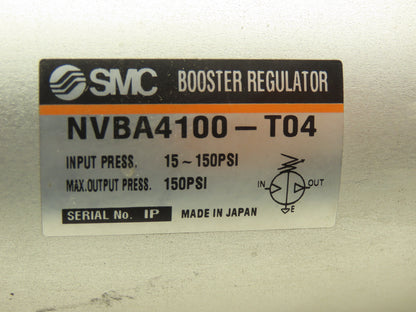 SMC BOOSTER REGULATOR
NVBA4100-T04
INPUT PRESS. 15~150PSI
MAX.OUTPUT PRESS. 150PSI
IN OUT
E
SERIAL No. IP MADE IN JAPAN